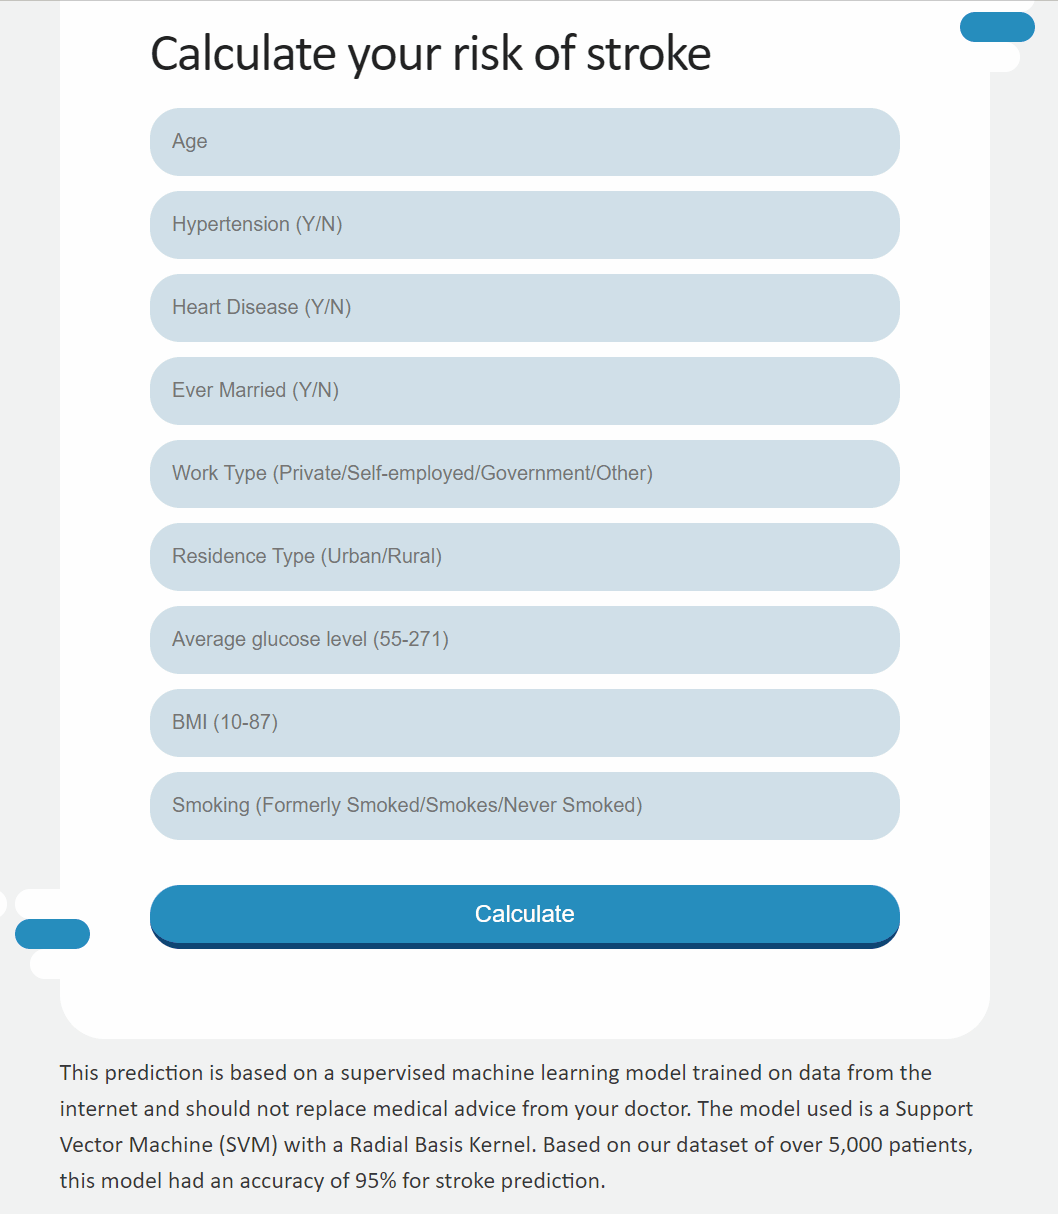 Calculate your risk of stroke
Age
Hypertension (Y/N)
Heart Disease (Y/N)
Ever Married (Y/N)
Work Type (Private/Self-employed/Government/Other)
Residence Type (Urban/Rural)
Average glucose level (55-271)
BMI (10-87)
Smoking (Formerly Smoked/Smokes/Never Smoked)
Calculate
This prediction is based on a supervised machine learning model trained on data from the
internet and should not replace medical advice from your doctor. The model used is a Support
Vector Machine (SVM) with a Radial Basis Kernel. Based on our dataset of over 5,000 patients,
this model had an accuracy of 95% for stroke prediction.